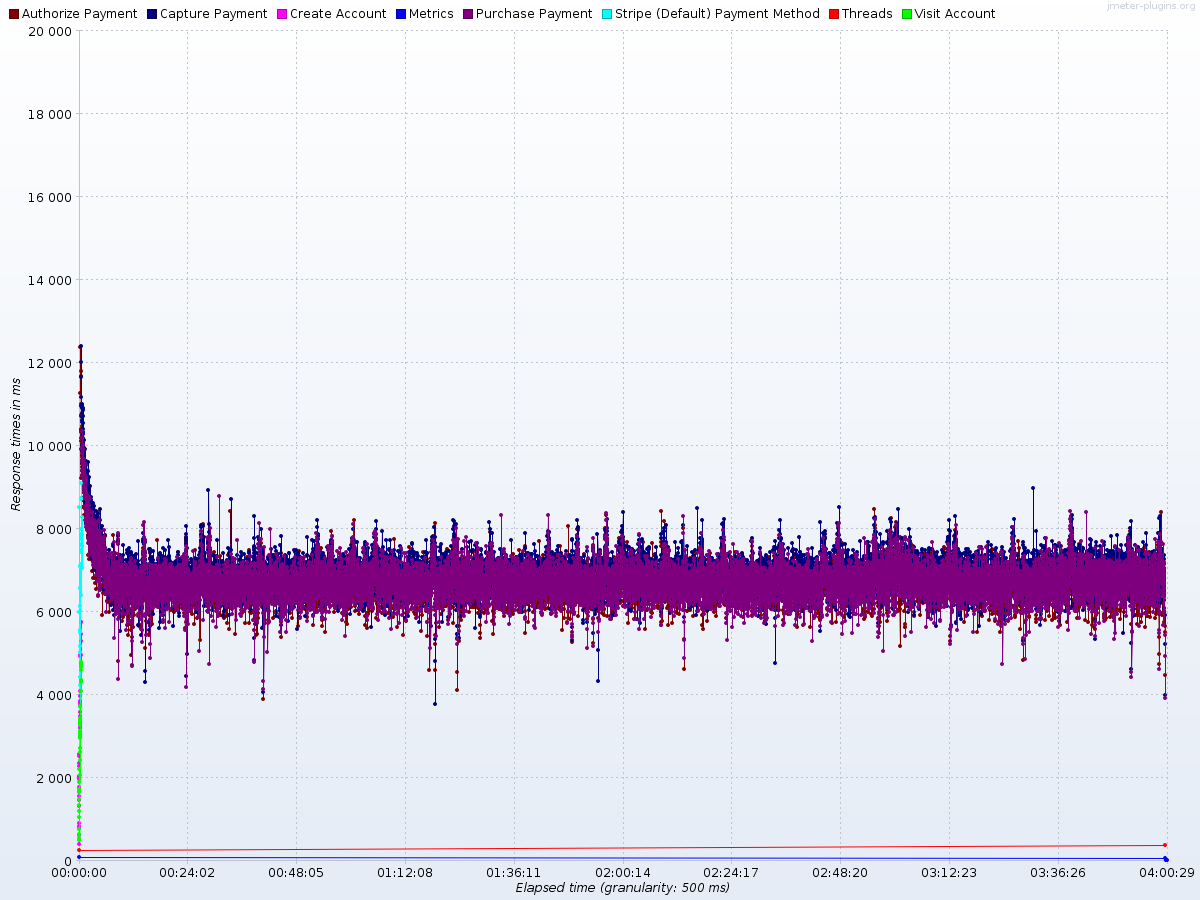 Authorize Payment Capture Payment Create Account Metrics Purchase Payment Stripe (Default) Payment Method Threads Visit Account
jmeter-plugins.org
20 000
18 000
16 000
14 000
12 000
10 000
8 000
6 000
4 000
2 000
0
Response times in ms
00:00:00 00:24:02 00:48:05 01:12:08 01:36:11 02:00:14 02:24:17 02:48:20 03:12:23 03:36:26 04:00:29
Elapsed time (granularity: 500 ms)